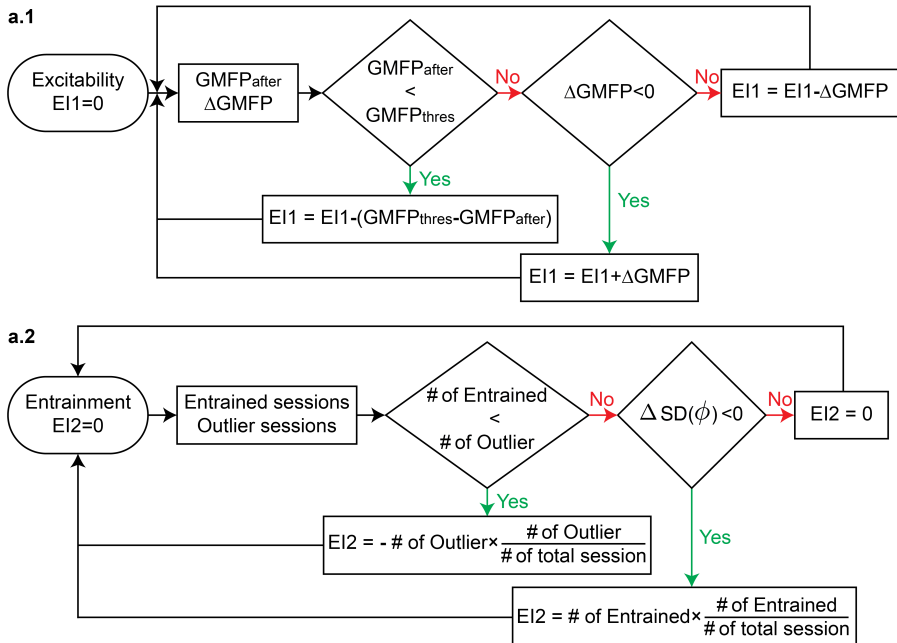 a.1
Excitability
EI1=0
GMFPafter
ΔGMFP
GMFPafter
<
GMFPthres
No
ΔGMFP<0
No
EI1 = EI1-ΔGMFP
Yes
EI1 = EI1-(GMFPthres-GMFPafter)
Yes
EI1 = EI1+ΔGMFP
a.2
Entrainment
EI2=0
Entrained sessions
Outlier sessions
# of Entrained
<
# of Outlier
No
Δ SD(ϕ) <0
No
EI2 = 0
Yes
EI2 = - # of Outlier× # of Outlier
# of total session
Yes
EI2 = # of Entrained× # of Entrained
# of total session